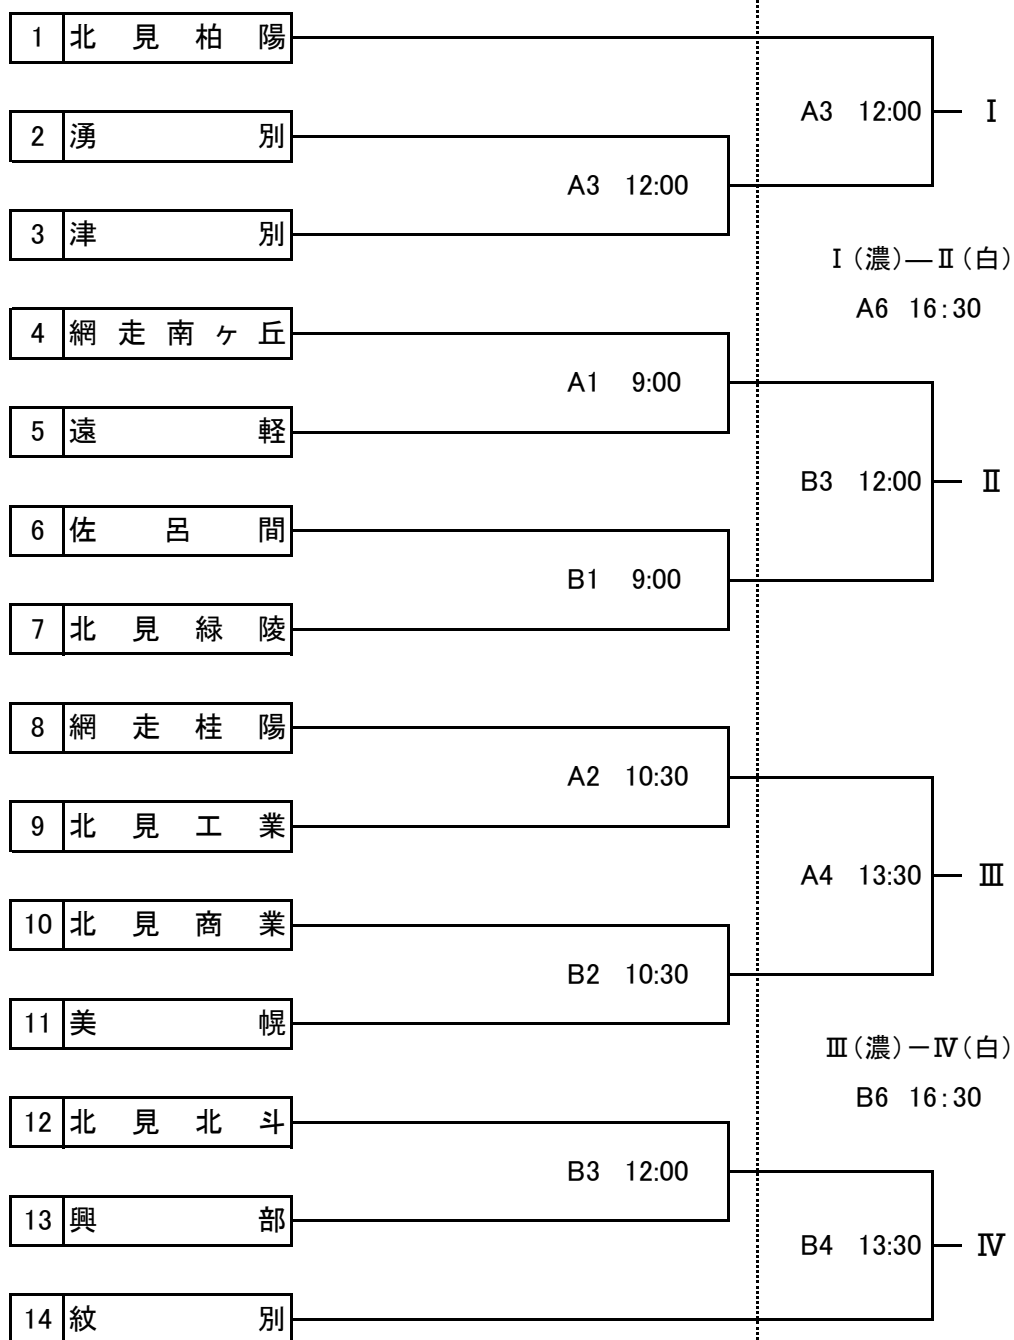 1 北見柏陽
A3 12:00 Ⅰ
2 湧別
A3 12:00
3 津別
Ⅰ(濃)―Ⅱ(白)
A6 16:30
4 網走南ヶ丘
A1 9:00
5 遠軽
B3 12:00 Ⅱ
6 佐呂間
B1 9:00
7 北見緑陵
8 網走桂陽
A2 10:30
9 北見工業
A4 13:30 Ⅲ
10 北見商業
B2 10:30
11 美幌
Ⅲ(濃)－Ⅳ(白)
B6 16:30
12 北見北斗
B3 12:00
13 興部
B4 13:30 Ⅳ
14 紋別